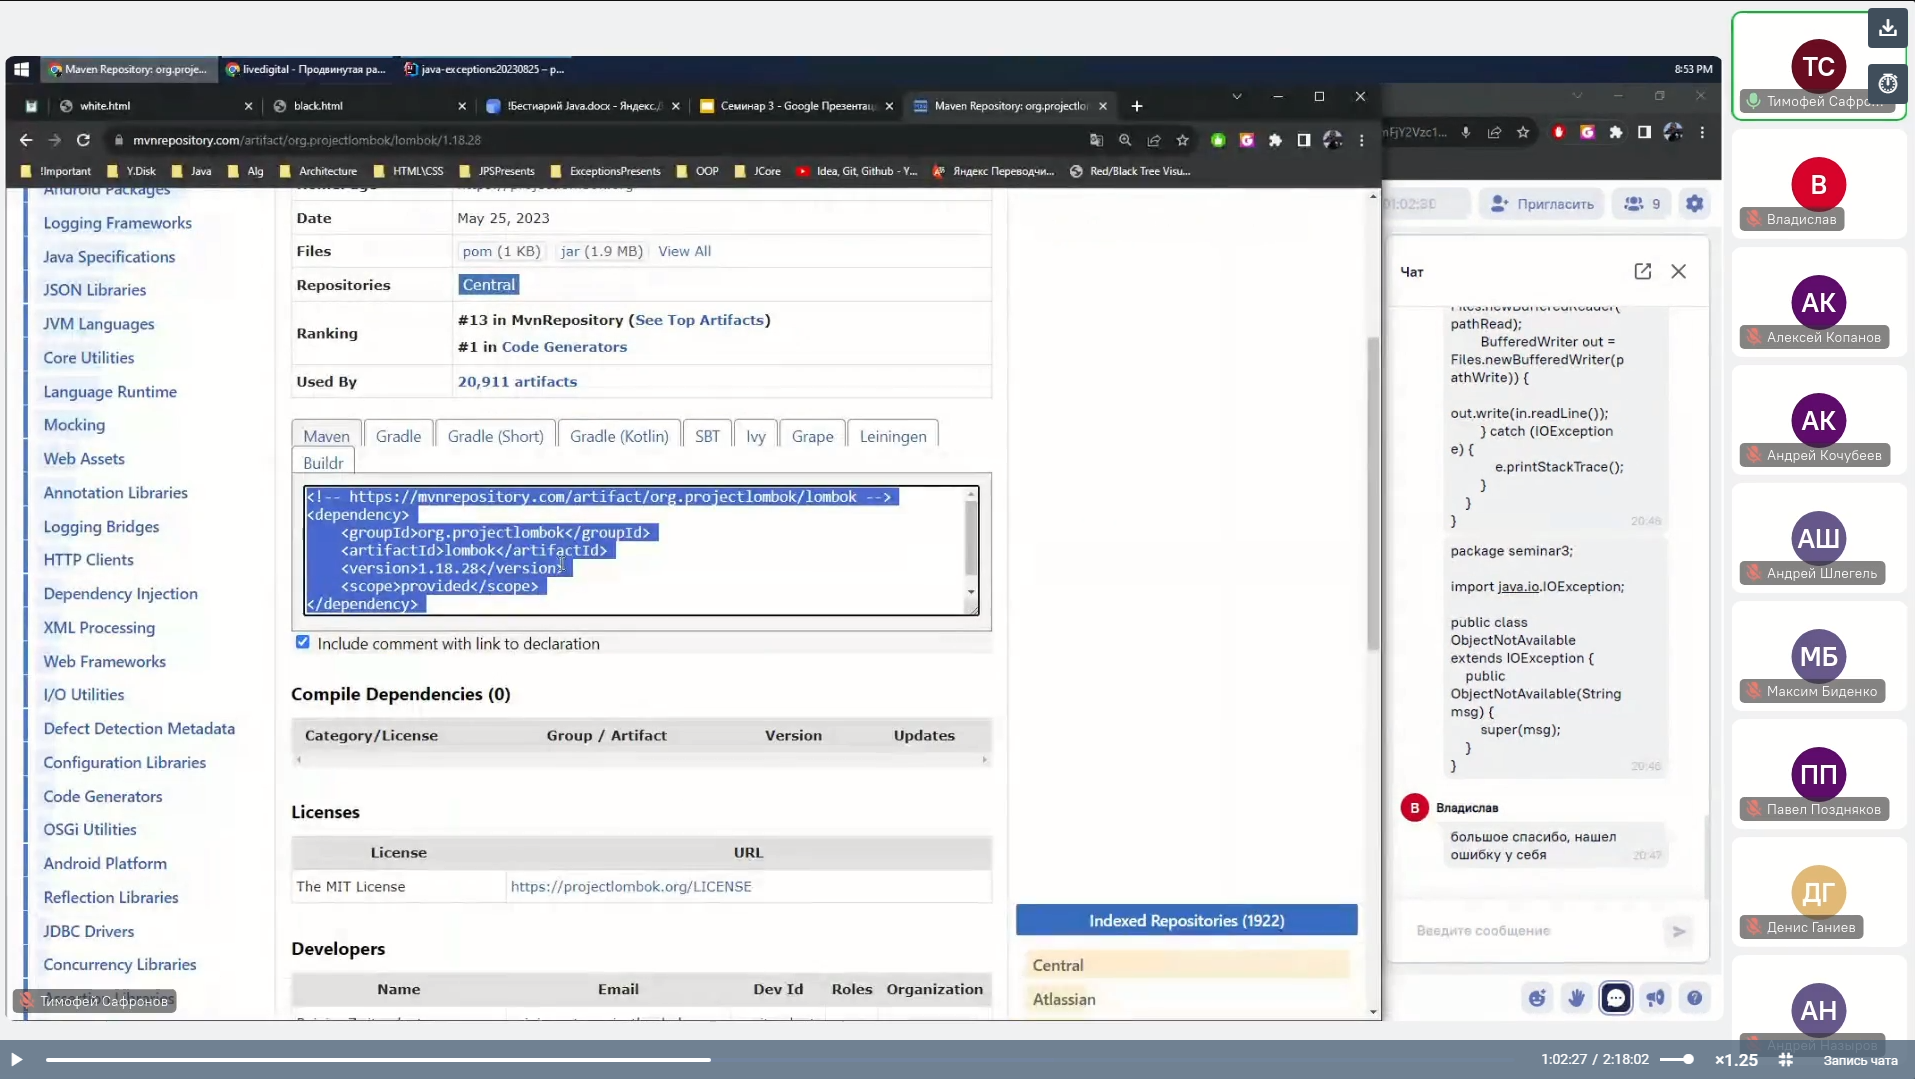 Maven Repository: org.proje...
livedigital - Продвинутая ра...
java-exceptions20230825 – p...
8:53 PM
white.html
black.html
!Бестиарий Java.docx - Яндекс.
Семинар 3 - Google Презента
Maven Repository: org.projectlo
mvnrepository.com/artifact/org.projectlombok/lombok/1.18.28
!Important
Y.Disk
Java
Alg
Architecture
HTML\CSS
JPSPresents
ExceptionsPresents
OOP
JCore
Idea, Git, Github - Y...
Яндекс Переводчи...
Red/Black Tree Visu...
Android Packages
Logging Frameworks
Java Specifications
JSON Libraries
JVM Languages
Core Utilities
Language Runtime
Mocking
Web Assets
Annotation Libraries
Logging Bridges
HTTP Clients
Dependency Injection
XML Processing
Web Frameworks
I/O Utilities
Defect Detection Metadata
Configuration Libraries
Code Generators
OSGi Utilities
Android Platform
Reflection Libraries
JDBC Drivers
Concurrency Libraries
Тимофей Сафронов
Date May 25, 2023
Files pom (1 KB) jar (1.9 MB) View All
Repositories Central
Ranking #13 in MvnRepository (See Top Artifacts)
#1 in Code Generators
Used By 20,911 artifacts
Maven Gradle Gradle (Short) Gradle (Kotlin) SBT Ivy Grape Leiningen
Buildr
<!-- https://mvnrepository.com/artifact/org.projectlombok/lombok -->
<dependency>
<groupId>org.projectlombok</groupId>
<artifactId>lombok</artifactId>
<version>1.18.28</version>
<scope>provided</scope>
</dependency>
Include comment with link to declaration
Compile Dependencies (0)
Category/License Group / Artifact Version Updates
Licenses
License URL
The MIT License https://projectlombok.org/LICENSE
Developers
Name Email Dev Id Roles Organization
Indexed Repositories (1922)
Central
Atlassian
01:02:30
Пригласить
9
Чат
Files.newBufferedReader(
pathRead);
BufferedWriter out =
Files.newBufferedWriter(p
athWrite)) {
out.write(in.readLine());
} catch (IOException
e) {
e.printStackTrace();
}
}
}
20:46
package seminar3;
import java.io.IOException;
public class
ObjectNotAvailable
extends IOException {
public
ObjectNotAvailable(String
msg) {
super(msg);
}
}
20:46
В
Владислав
большое спасибо, нашел
ошибку у себя
20:47
Введите сообщение
ТС
Тимофей Сафро
В
Владислав
АК
Алексей Копанов
АК
Андрей Кочубеев
АШ
Андрей Шлегель
МБ
Максим Биденко
ПП
Павел Поздняков
ДГ
Денис Ганиев
АН
Андрей Назыров
1:02:27 / 2:18:02
×1.25
Запись чата